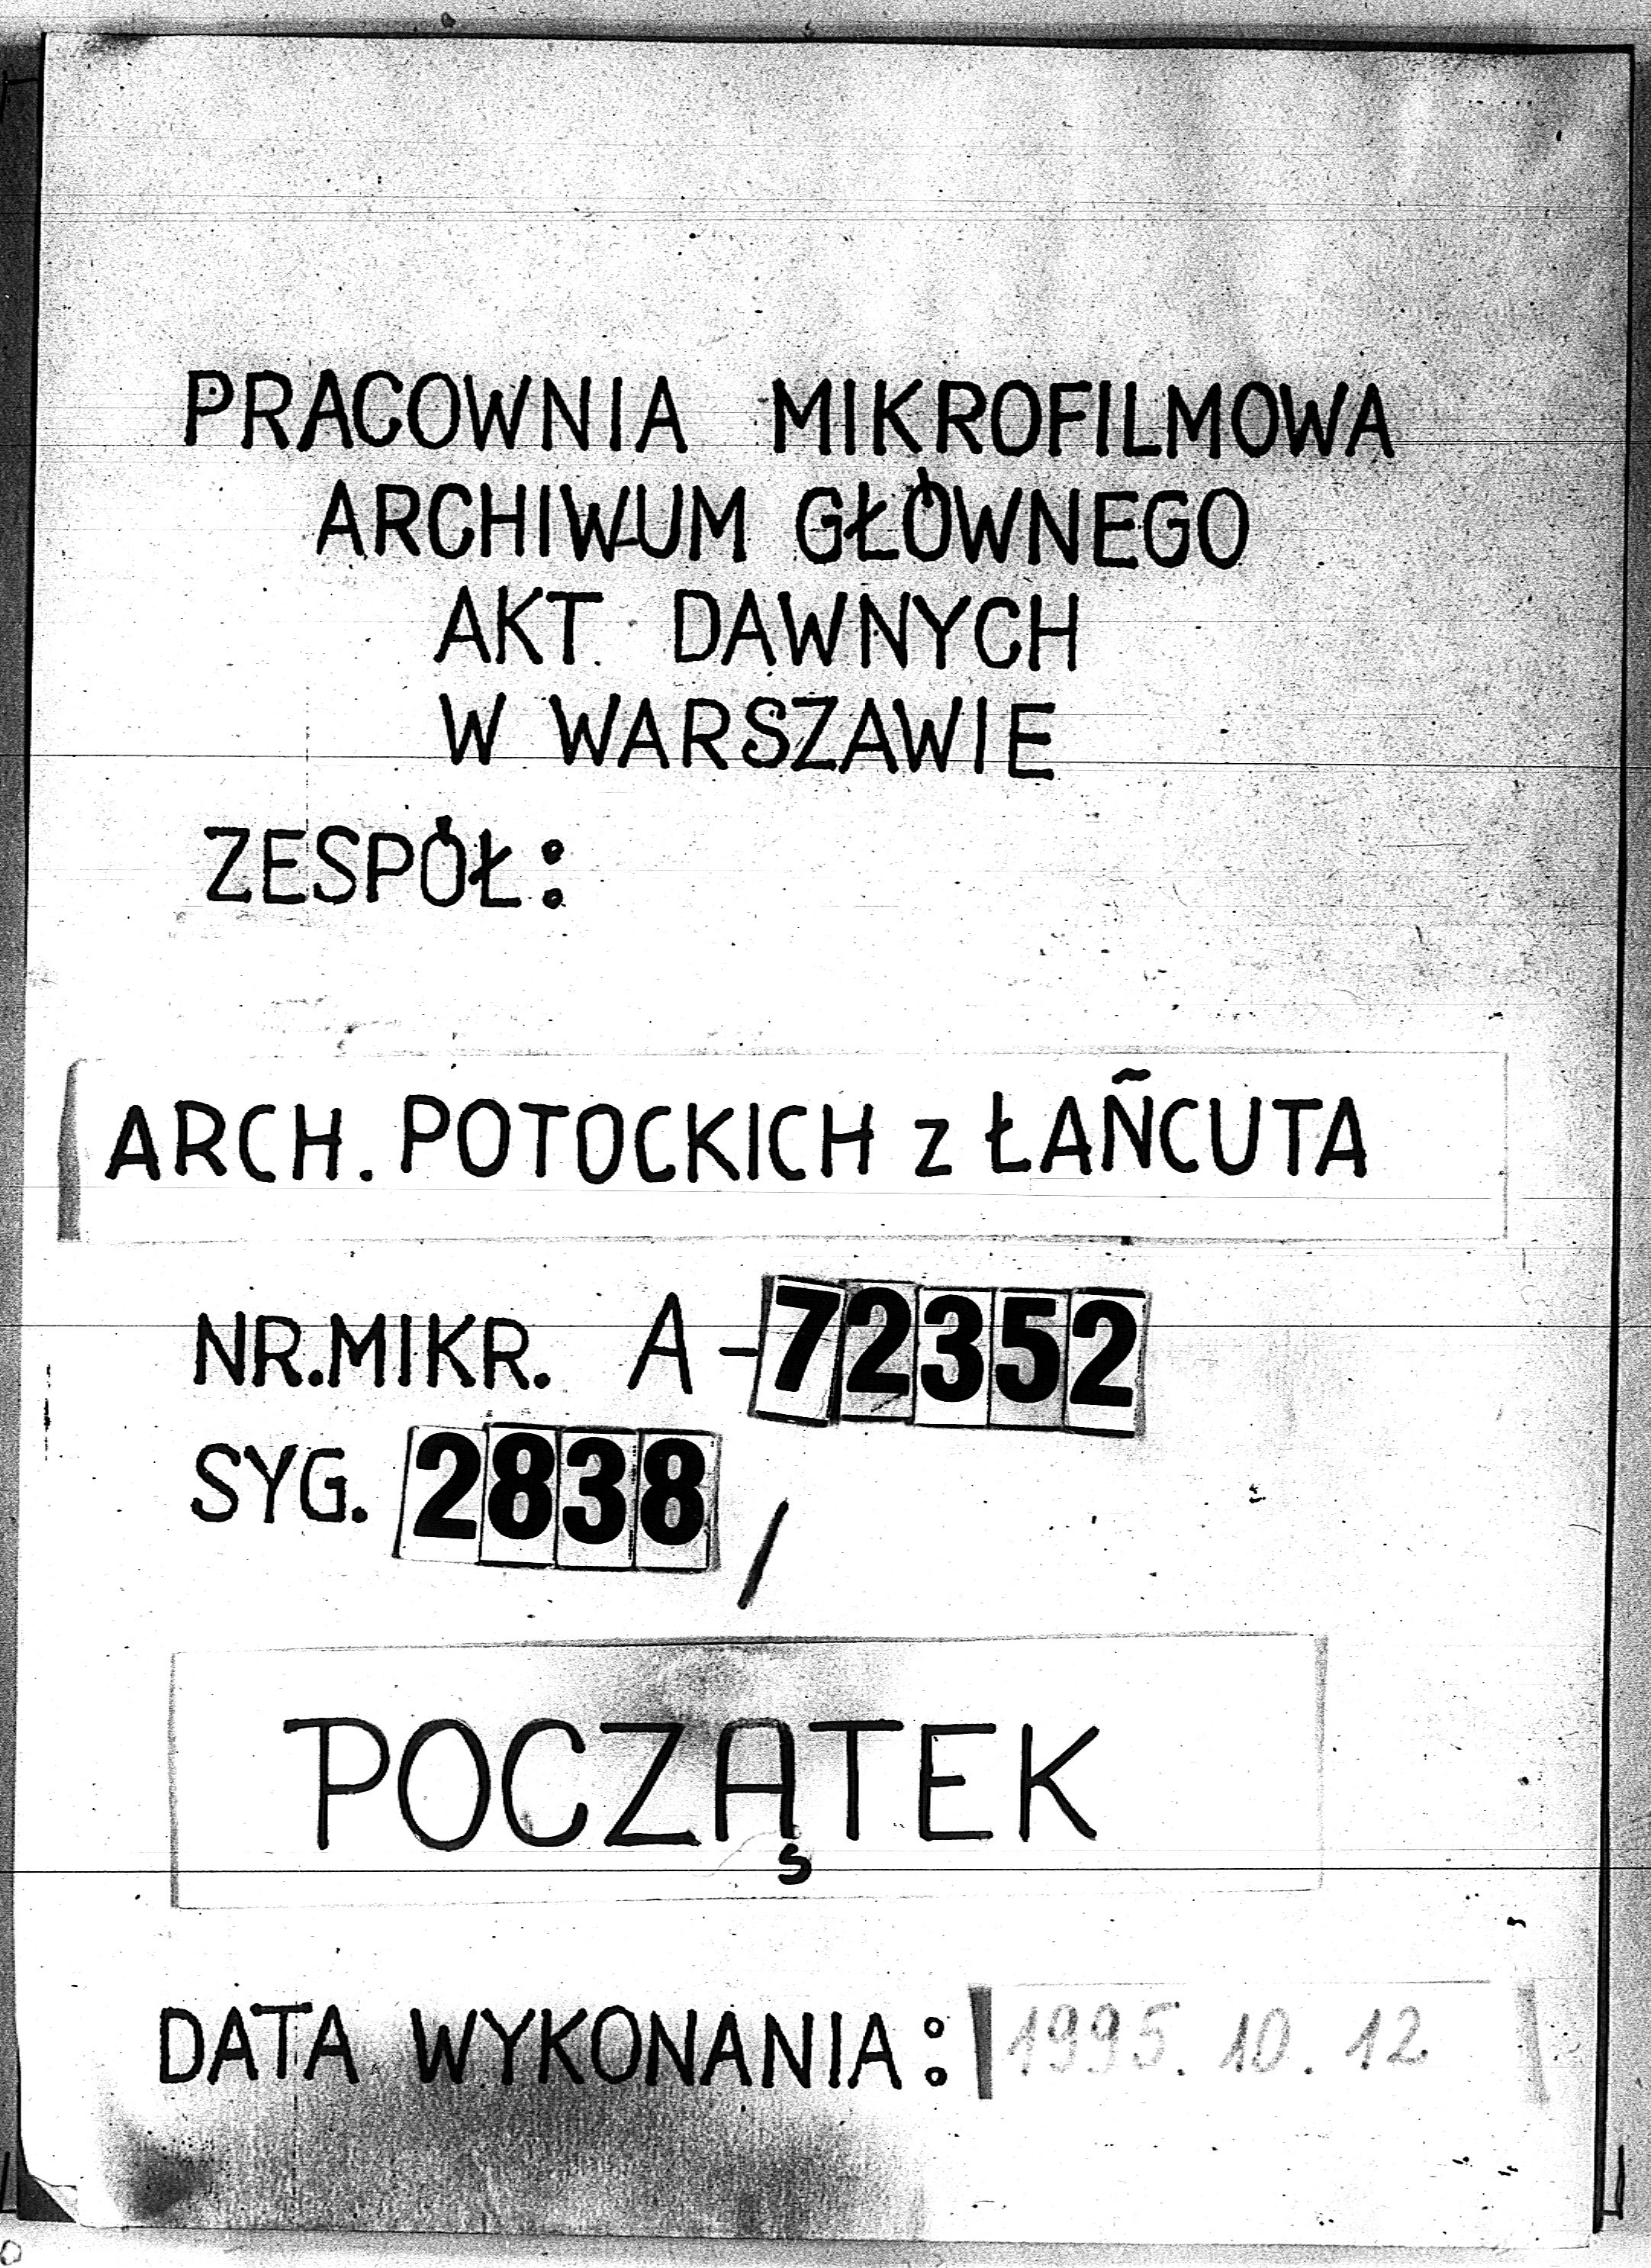 PRACOWNIA MIKROFILMOWA
ARCHIWUM GŁÓWNEGO
AKT DAWNYCH
W WARSZAWIE
ZESPÓŁ:
ARCH. POTOCKICH z ŁAŃCUTA
NR.MIKR. A-72352
SYG. 2838/
POCZĄTEK
DATA WYKONANIA: 1995.10.12